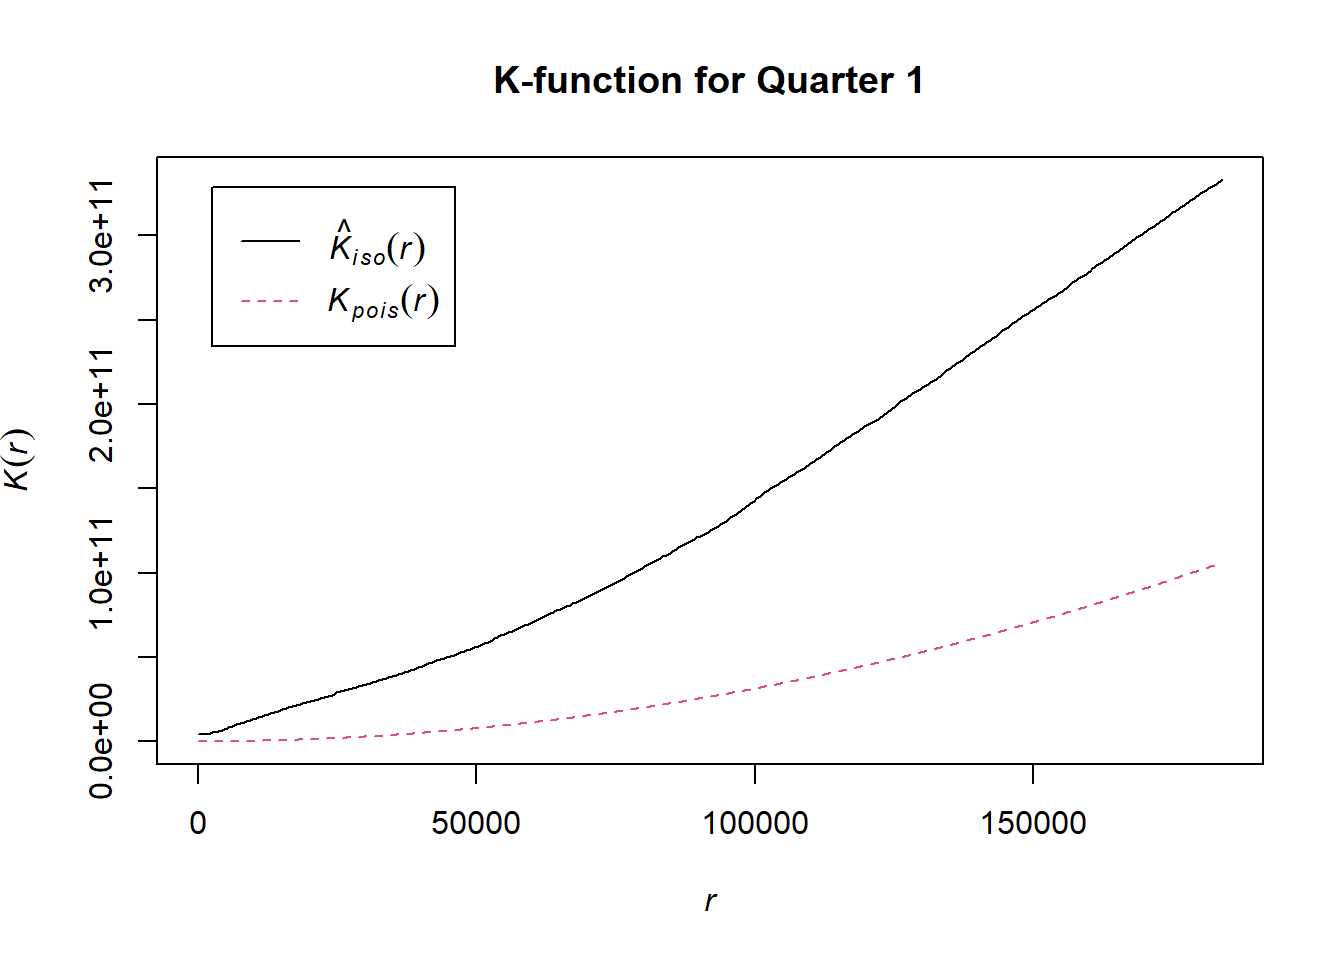 K-function for Quarter 1
K̂iso(r)
Kpois(r)
K(r)
3.0e+11
2.0e+11
1.0e+11
0.0e+00
0 50000 100000 150000
r